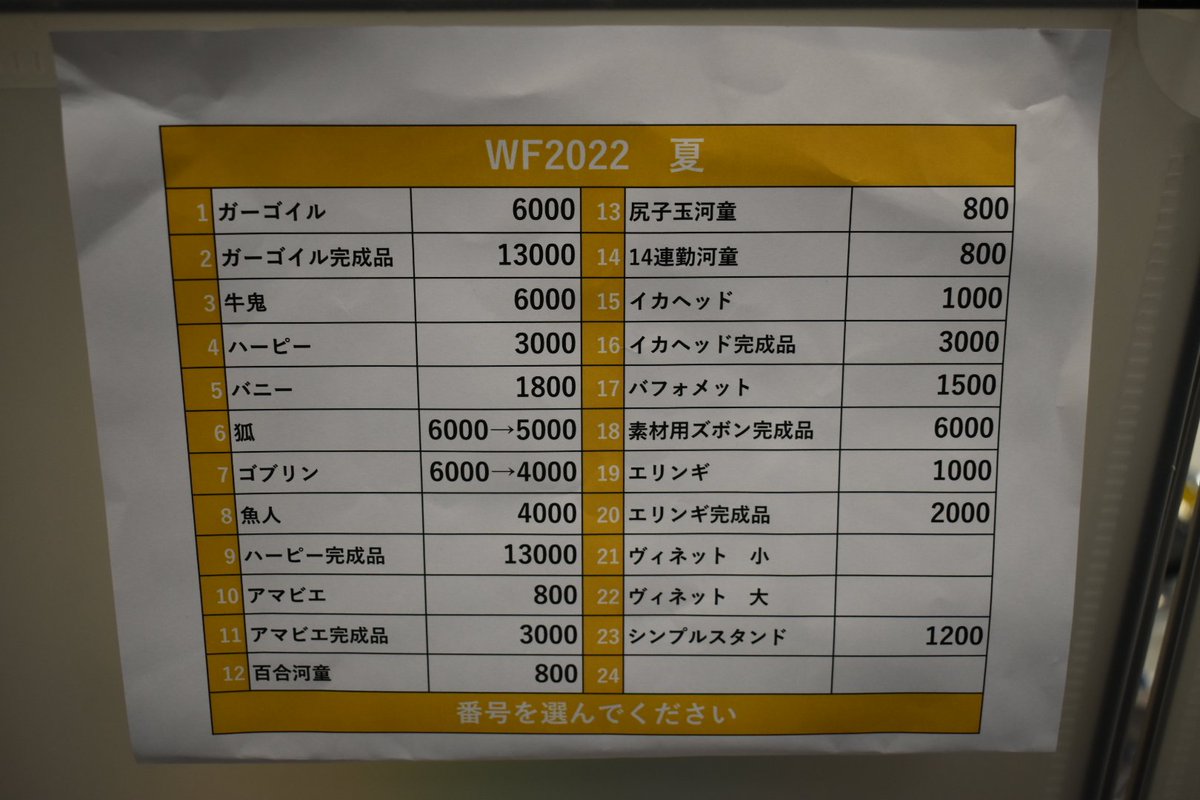 WF2022 夏
1 ガーゴイル 6000 13 尻子玉河童 800
2 ガーゴイル完成品 13000 14 14連勤河童 800
3 牛鬼 6000 15 イカヘッド 1000
4 ハーピー 3000 16 イカヘッド完成品 3000
5 バニー 1800 17 バフォメット 1500
6 狐 6000→5000 18 素材用ズボン完成品 6000
7 ゴブリン 6000→4000 19 エリンギ 1000
8 魚人 4000 20 エリンギ完成品 2000
9 ハーピー完成品 13000 21 ヴィネット 小
10 アマビエ 800 22 ヴィネット 大
11 アマビエ完成品 3000 23 シンプルスタンド 1200
12 百合河童 800 24
番号を選んでください